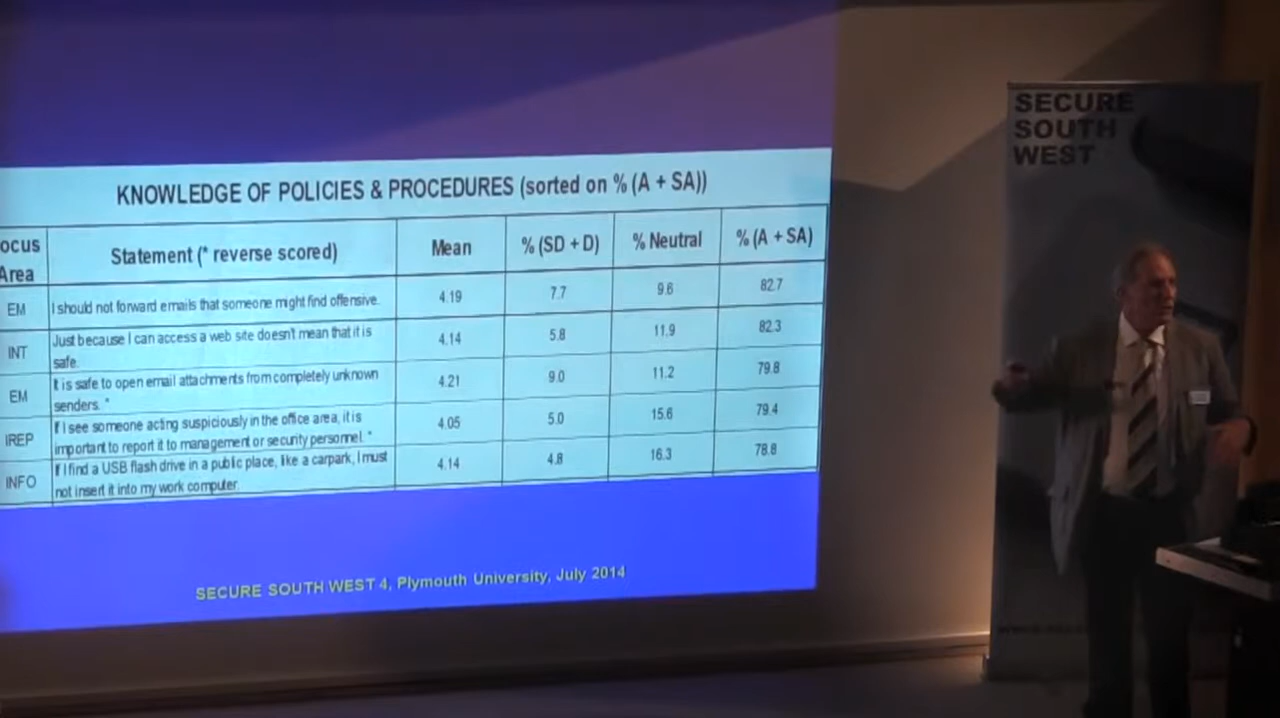 SECURE
SOUTH
WEST
KNOWLEDGE OF POLICIES & PROCEDURES (sorted on % (A + SA))
ocus Area Statement (* reverse scored) Mean % (SD + D) % Neutral % (A + SA)
EM I should not forward emails that someone might find offensive. 4.19 7.7 9.6 82.7
INT Just because I can access a web site doesn't mean that it is
safe. 4.14 5.8 11.9 82.3
EM It is safe to open email attachments from completely unknown
senders. * 4.21 9.0 11.2 79.8
IREP If I see someone acting suspiciously in the office area, it is
important to report it to management or security personnel. * 4.05 5.0 15.6 79.4
INFO If I find a USB flash drive in a public place, like a carpark, I must
not insert it into my work computer. 4.14 4.8 16.3 78.8
SECURE SOUTH WEST 4, Plymouth University, July 2014